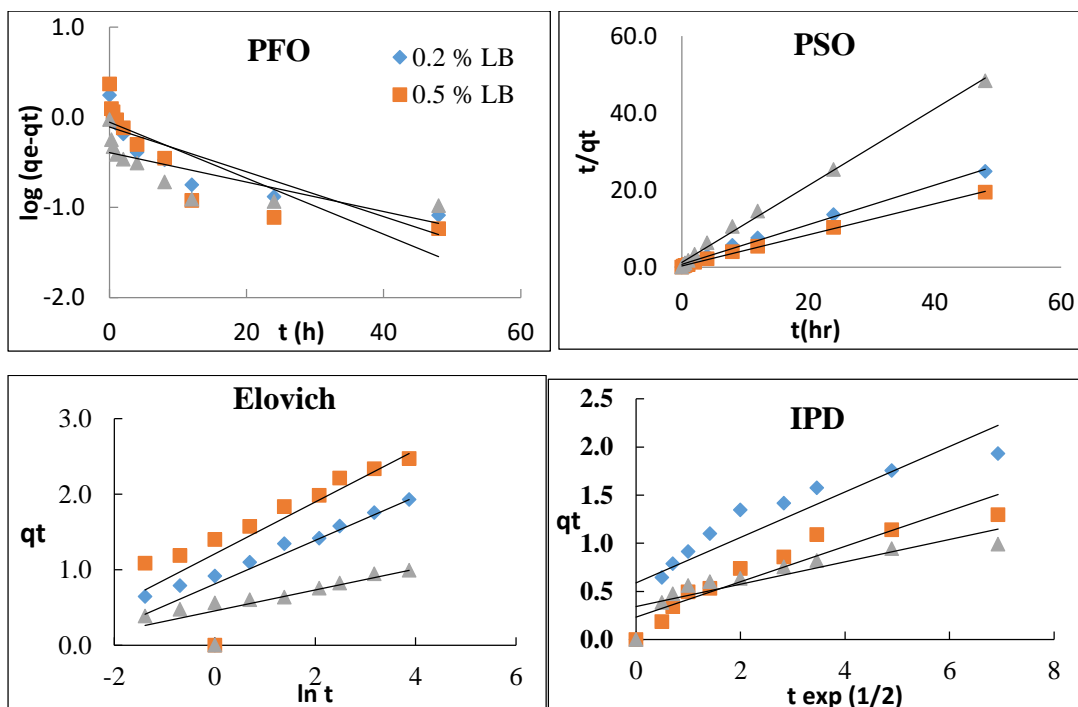 PFO
1.0
0.0
-1.0
-2.0
log (qe-qt)
0.2 % LB
0.5 % LB
0
20
40
60
t (h)
PSO
60.0
40.0
20.0
0.0
t/qt
0
20
40
60
t(hr)
Elovich
3.0
2.0
1.0
0.0
qt
-2
0
2
4
6
ln t
IPD
2.5
2.0
1.5
1.0
0.5
0.0
qt
0
2
4
6
8
t exp (1/2)